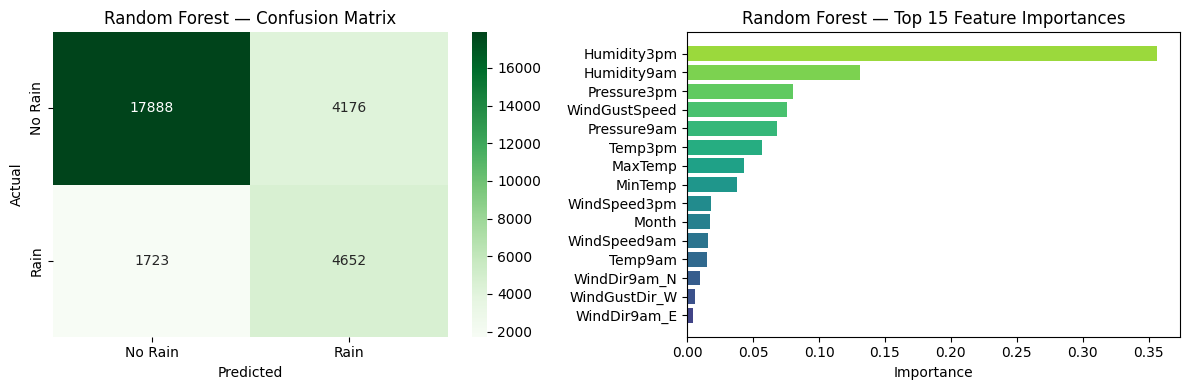 Random Forest — Confusion Matrix
No Rain
Rain
Actual
17888
4176
1723
4652
No Rain
Rain
Predicted
16000
14000
12000
10000
8000
6000
4000
2000
Random Forest — Top 15 Feature Importances
Humidity3pm
Humidity9am
Pressure3pm
WindGustSpeed
Pressure9am
Temp3pm
MaxTemp
MinTemp
WindSpeed3pm
Month
WindSpeed9am
Temp9am
WindDir9am_N
WindGustDir_W
WindDir9am_E
0.00 0.05 0.10 0.15 0.20 0.25 0.30 0.35
Importance